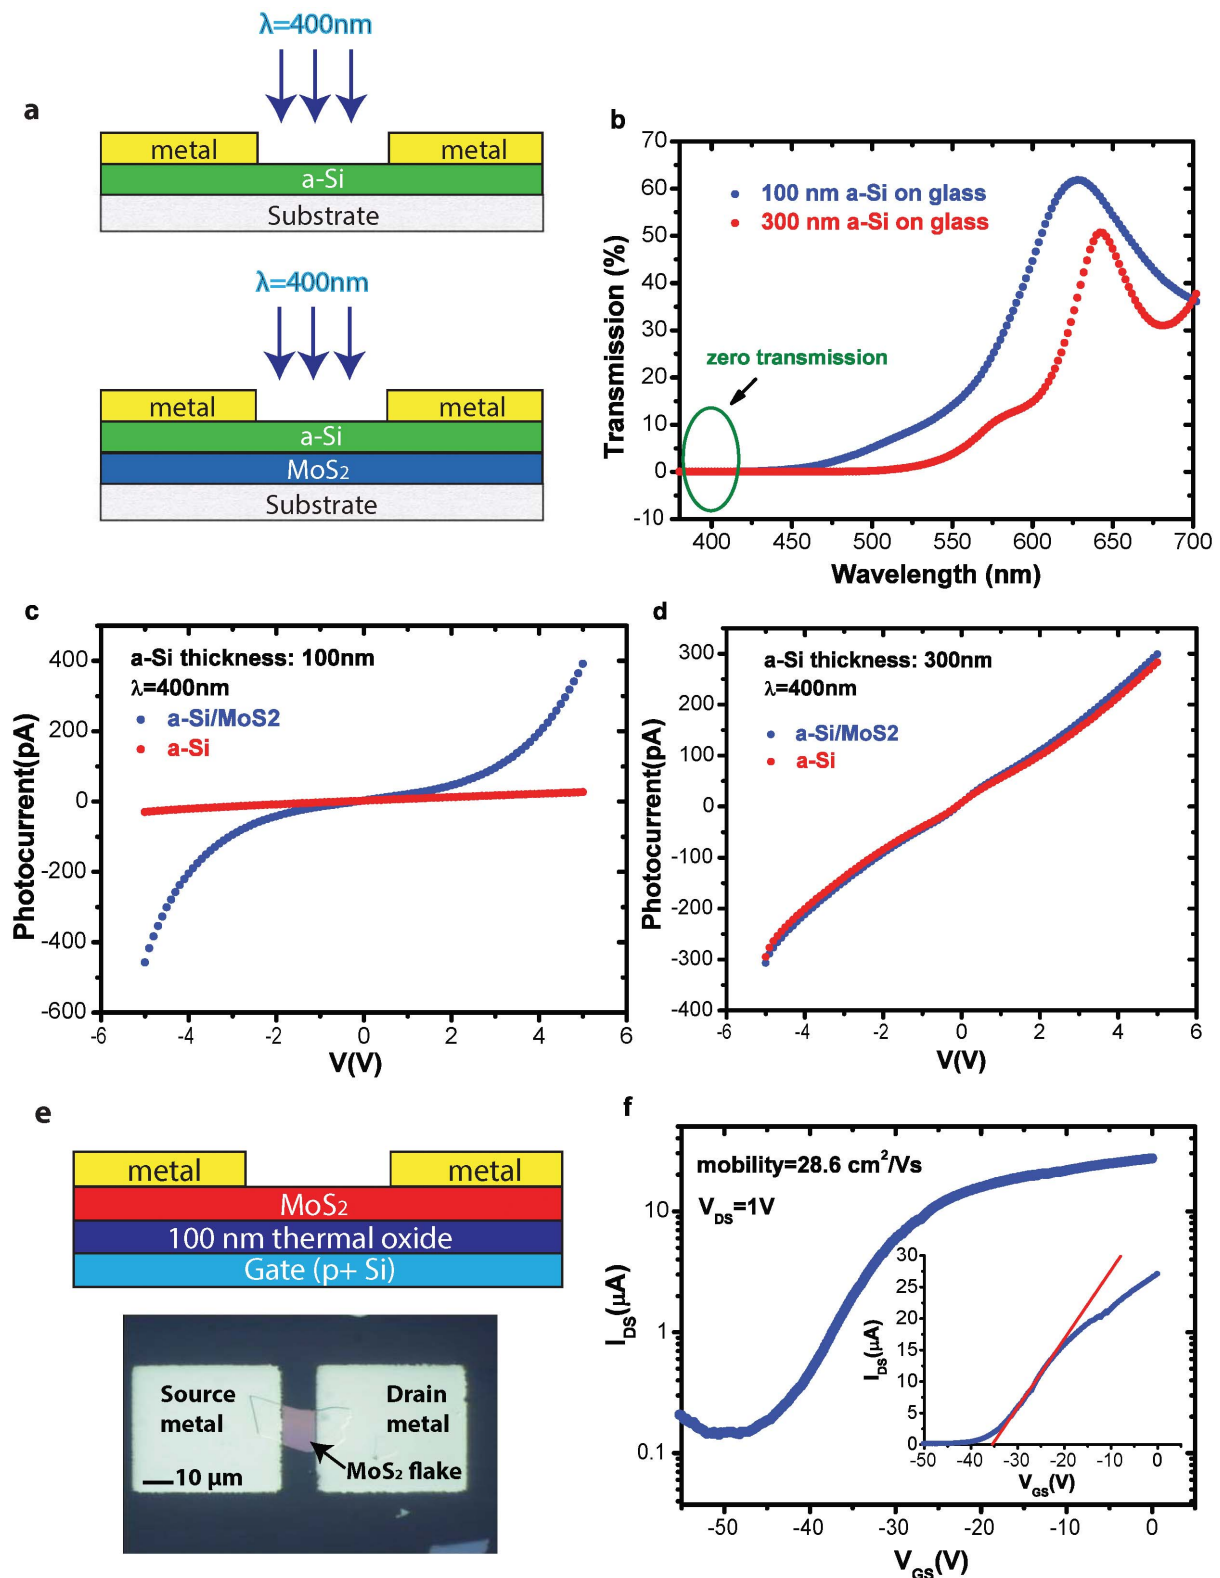 a
λ=400nm
metal
metal
a-Si
Substrate
λ=400nm
metal
metal
a-Si
MoS2
Substrate
b
70
60
50
40
30
20
10
0
-10
Transmission (%)
100 nm a-Si on glass
300 nm a-Si on glass
zero transmission
400
450
500
550
600
650
700
Wavelength (nm)
c
400
200
0
-200
-400
-600
Photocurrent(pA)
a-Si thickness: 100nm
λ=400nm
a-Si/MoS2
a-Si
-6
-4
-2
0
2
4
6
V(V)
d
300
200
100
0
-100
-200
-300
-400
Photocurrent(pA)
a-Si thickness: 300nm
λ=400nm
a-Si/MoS2
a-Si
-6
-4
-2
0
2
4
6
V(V)
e
metal
metal
MoS2
100 nm thermal oxide
Gate (p+ Si)
Source
metal
Drain
metal
10 µm
MoS2 flake
f
10
1
0.1
IDS(µA)
mobility=28.6 cm²/Vs
VDS=1V
30
25
20
15
10
5
0
IDS(µA)
-50
-40
-30
-20
-10
0
VGS(V)
-50
-40
-30
-20
-10
0
VGS(V)